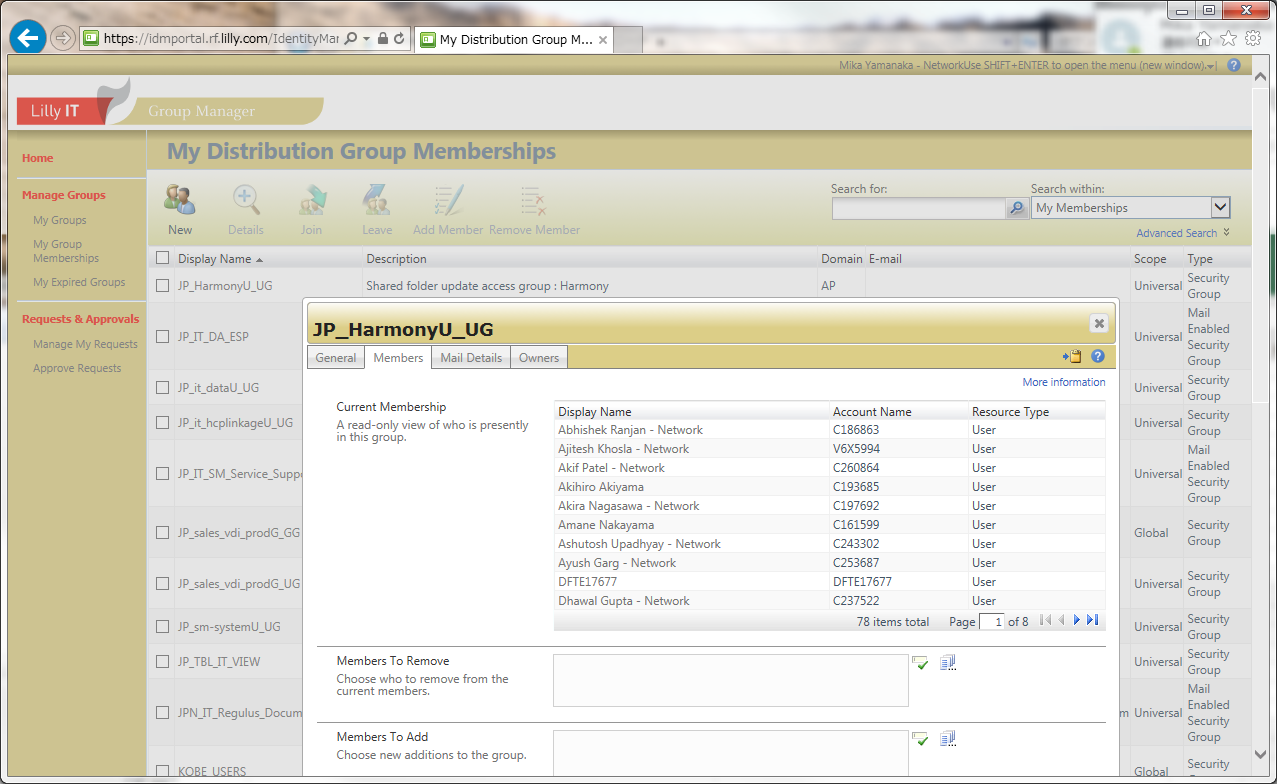 https://idmportal.rf.lilly.com/IdentityMar
My Distribution Group M...
Mika Yamanaka - NetworkUse SHIFT+ENTER to open the menu (new window).
Lilly IT
Group Manager
Home
Manage Groups
My Groups
My Group
Memberships
My Expired Groups
Requests & Approvals
Manage My Requests
Approve Requests
My Distribution Group Memberships
New
Details
Join
Leave
Add Member
Remove Member
Search for:
Search within:
My Memberships
Advanced Search
Display Name Description Domain E-mail Scope Type
JP_HarmonyU_UG Shared folder update access group : Harmony AP Universal Security
Group
JP_IT_DA_ESP Universal Mail
Enabled
Security
Group
JP_it_dataU_UG Universal Security
Group
JP_it_hcplinkageU_UG Universal Security
Group
JP_IT_SM_Service_Suppo Universal Mail
Enabled
Security
Group
JP_sales_vdi_prodG_GG Global Security
Group
JP_sales_vdi_prodG_UG Universal Security
Group
JP_sm-systemU_UG Universal Security
Group
JP_TBL_IT_VIEW Universal Security
Group
JPN_IT_Regulus_Docum m Universal Mail
Enabled
Security
Group
KOBE_USERS Global Security
JP_HarmonyU_UG
General
Members
Mail Details
Owners
More information
Current Membership
A read-only view of who is presently
in this group.
Display Name Account Name Resource Type
Abhishek Ranjan - Network C186863 User
Ajitesh Khosla - Network V6X5994 User
Akif Patel - Network C260864 User
Akihiro Akiyama C193685 User
Akira Nagasawa - Network C197692 User
Amane Nakayama C161599 User
Ashutosh Upadhyay - Network C243302 User
Ayush Garg - Network C253687 User
DFTE17677 DFTE17677 User
Dhawal Gupta - Network C237522 User
78 items total Page 1 of 8
Members To Remove
Choose who to remove from the
current members.
Members To Add
Choose new additions to the group.